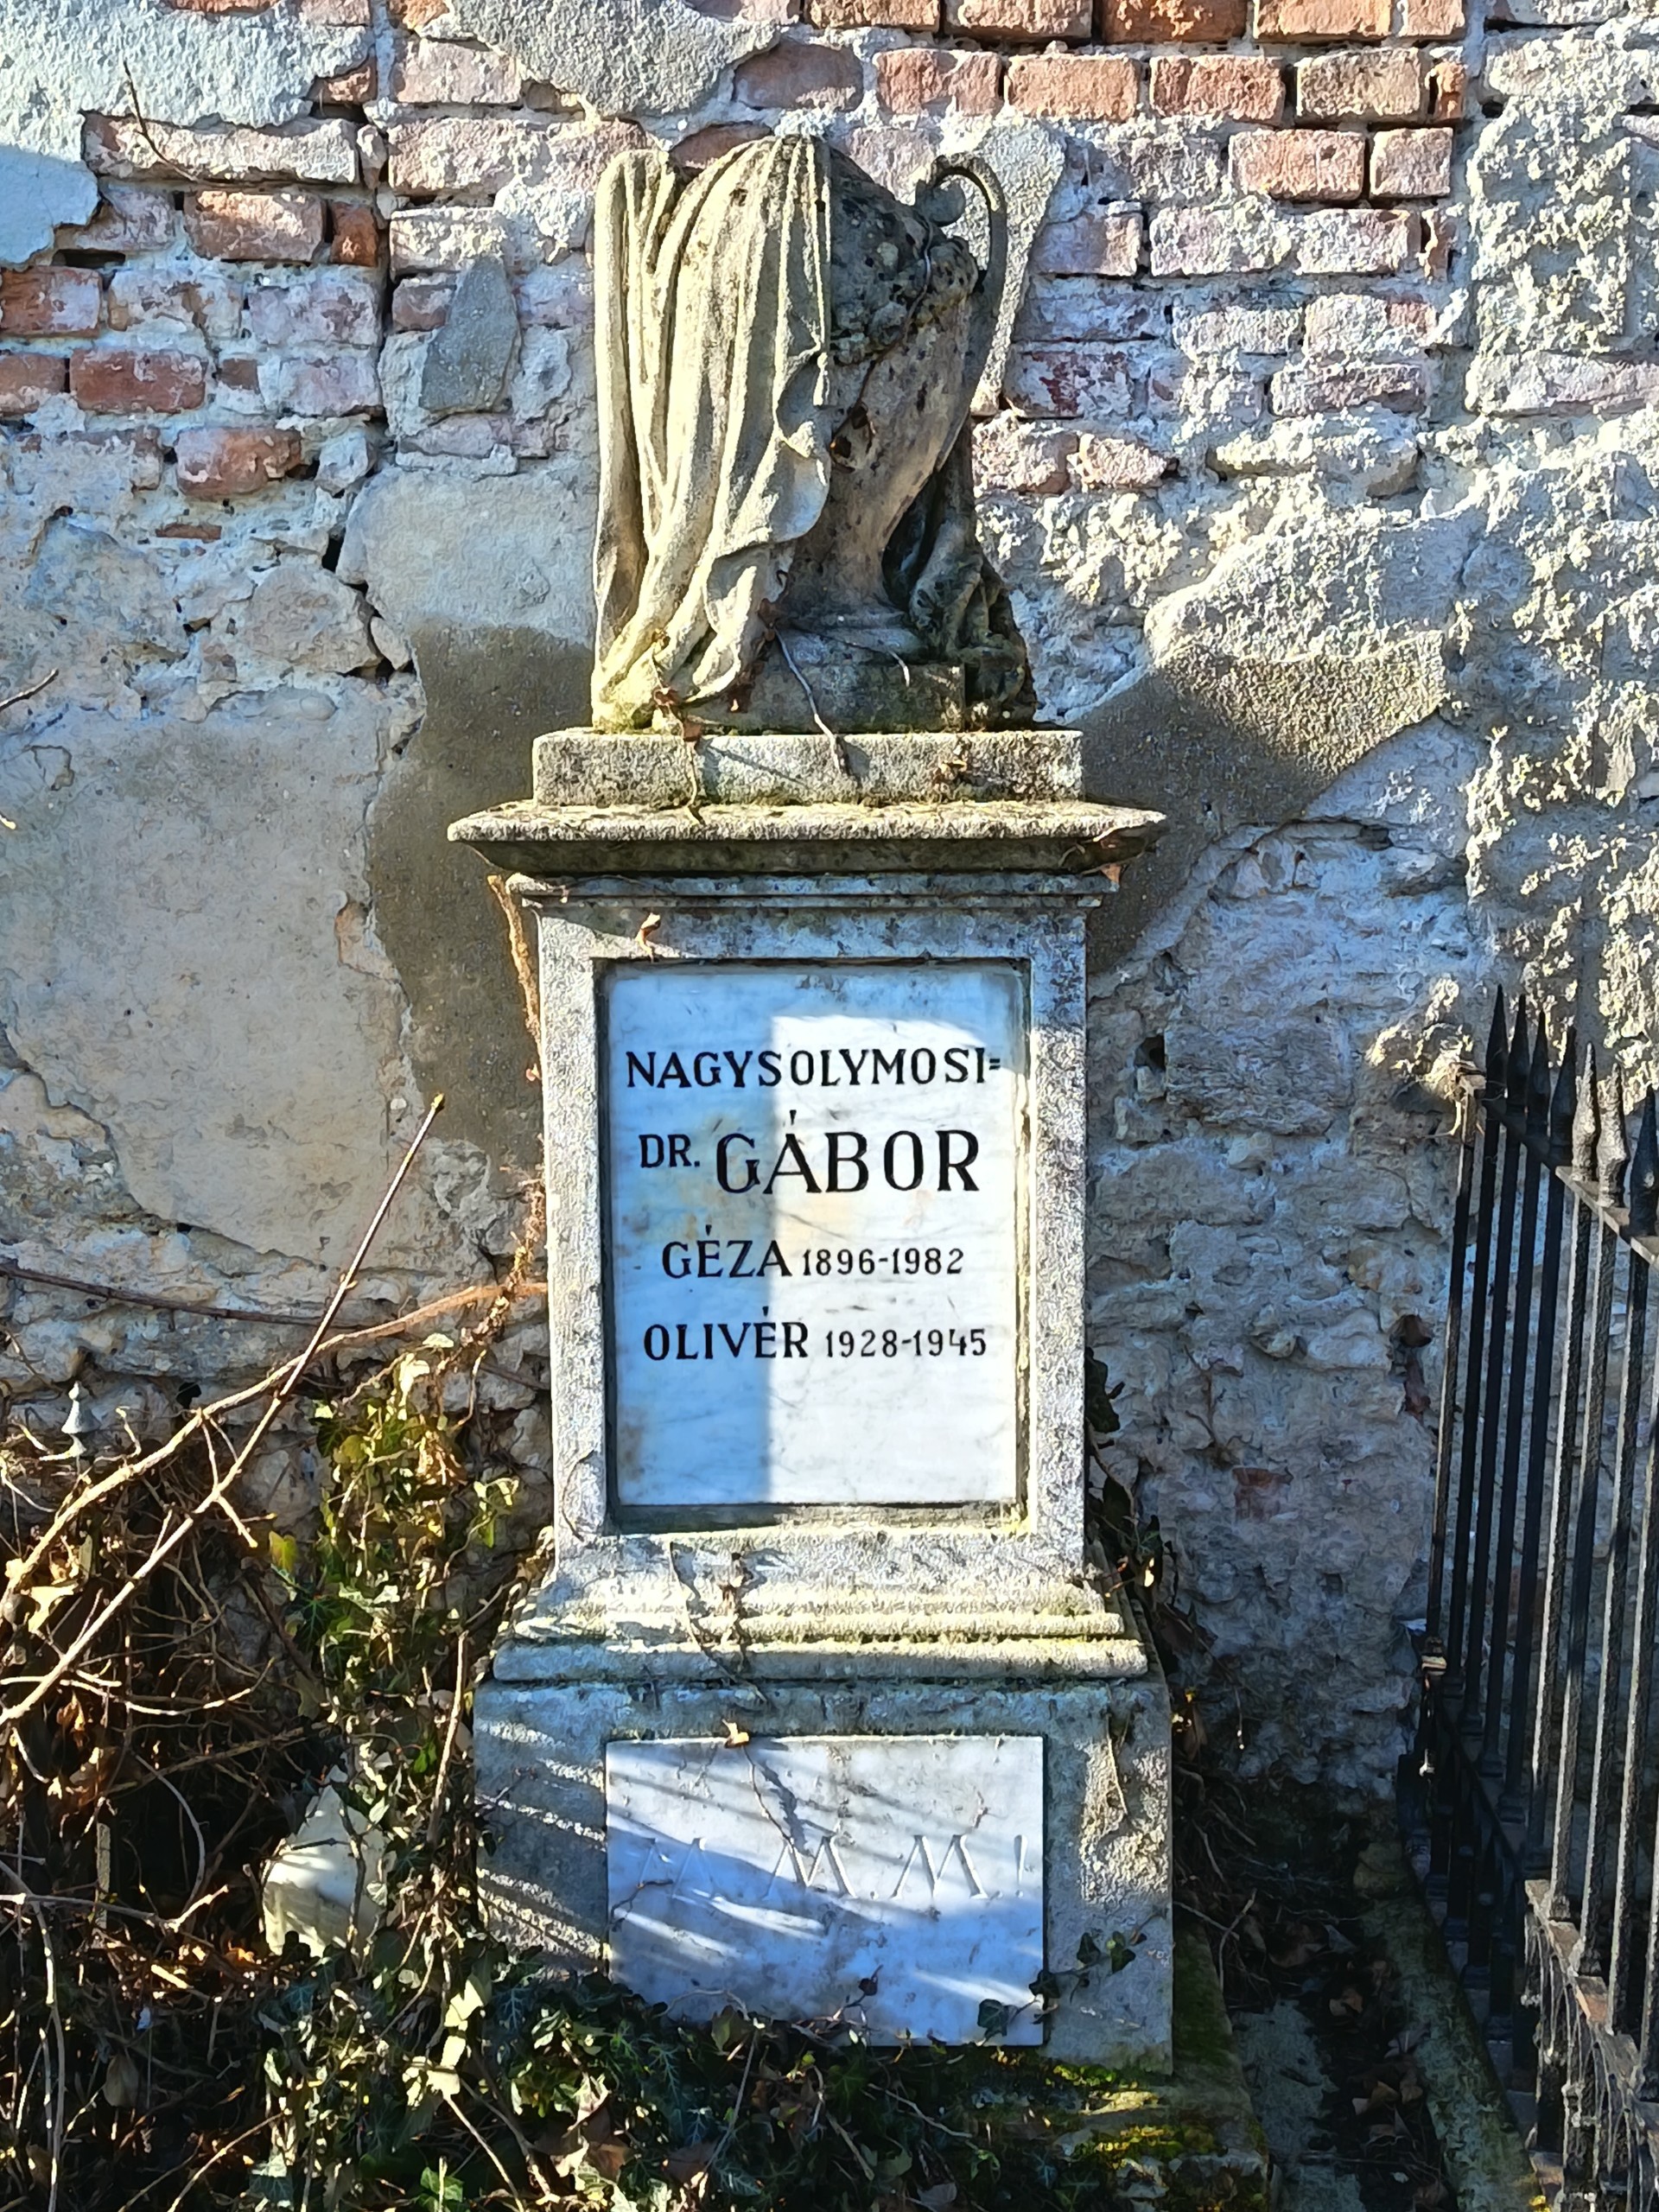 NAGYSOLYMOSI=
DR. GÁBOR
GÉZA 1896-1982
OLIVÉR 1928-1945
M. M. M. !